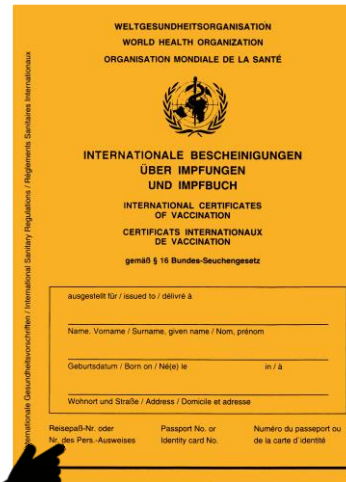 WELTGESUNDHEITSORGANISATION
WORLD HEALTH ORGANIZATION
ORGANISATION MONDIALE DE LA SANTÉ
INTERNATIONALE BESCHEINIGUNGEN
ÜBER IMPFUNGEN
UND IMPFBUCH
INTERNATIONAL CERTIFICATES
OF VACCINATION
CERTIFICATS INTERNATIONAUX
DE VACCINATION
gemäß § 16 Bundes-Seuchengesetz
ausgestellt für / issued to / délivré à
Name. Vorname / Surname, given name / Nom, prénom
Geburtsdatum / Born on / Né(e) le in / à
Wohnort und Straße / Address / Domicile et adresse
Reisepaß-Nr. oder Passport No. or Numéro du passeport ou
Nr. des Pers.-Ausweises Identity card No. de la carte d'identité
nternationale Gesundheitsvorschriften / International Sanitary Regulations / Règlements Sanitaires Internationaux